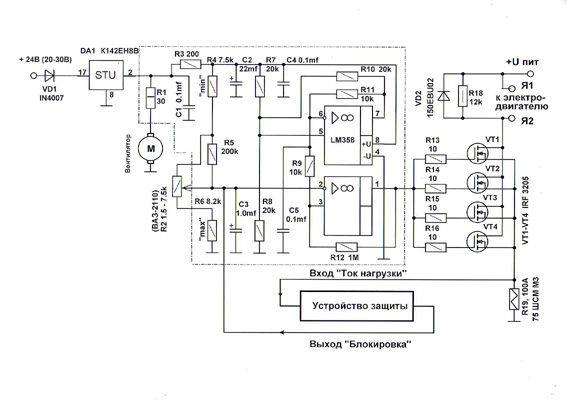 DA1 К142ЕН8В
+ 24В (20-30В)
17
STU
2
8
VD1
IN4007
R1
30
C1 0.1mf
M
Вентилятор
R3 200
R4 7.5k
C2
22mf
R7
20k
C4 0.1mf
"min"
R5
200k
(ВАЗ-2110)
R2 1.5 - 7.5k
R6 8.2k
"max"
C3
1.0mf
R8
20k
C5
0.1mf
R10 20k
R11
10k
R9
10k
6
7
5
LM358
8
+U
-U
4
2
1
3
R12 1M
+U пит
Я1
к электро-
двигателю
Я2
VD2
150EBU02
R18
12k
R13
10
R14
10
R15
10
R16
10
VT1
VT2
VT3
VT4
VT1-VT4 IRF 3205
Вход "Ток нагрузки"
Устройство защиты
Выход "Блокировка"
R19, 100A
75 ШСМ М3